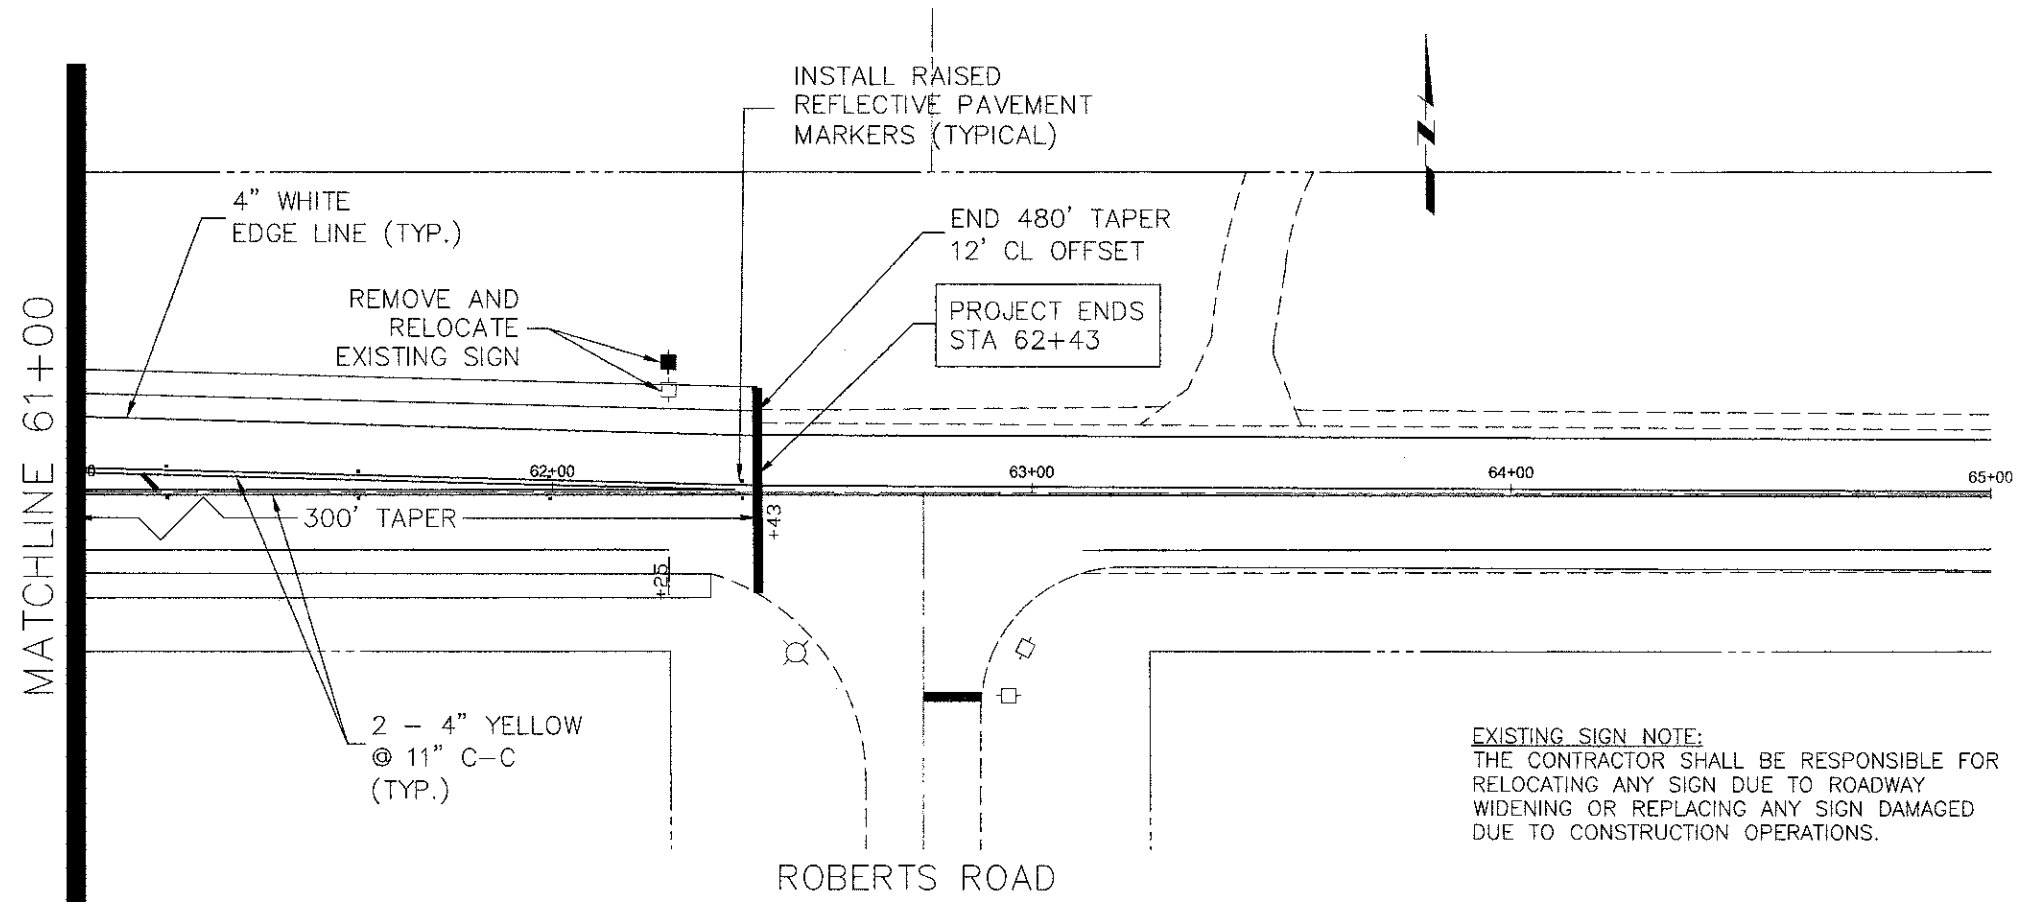 INSTALL RAISED
REFLECTIVE PAVEMENT
MARKERS (TYPICAL)
N
4" WHITE
EDGE LINE (TYP.)
END 480' TAPER
12' CL OFFSET
REMOVE AND
RELOCATE
EXISTING SIGN
PROJECT ENDS
STA 62+43
MATCHLINE 61+00
0
62+00
63+00
64+00
65+00
300' TAPER
+43
+25
2 - 4" YELLOW
@ 11" C-C
(TYP.)
EXISTING SIGN NOTE:
THE CONTRACTOR SHALL BE RESPONSIBLE FOR
RELOCATING ANY SIGN DUE TO ROADWAY
WIDENING OR REPLACING ANY SIGN DAMAGED
DUE TO CONSTRUCTION OPERATIONS.
ROBERTS ROAD